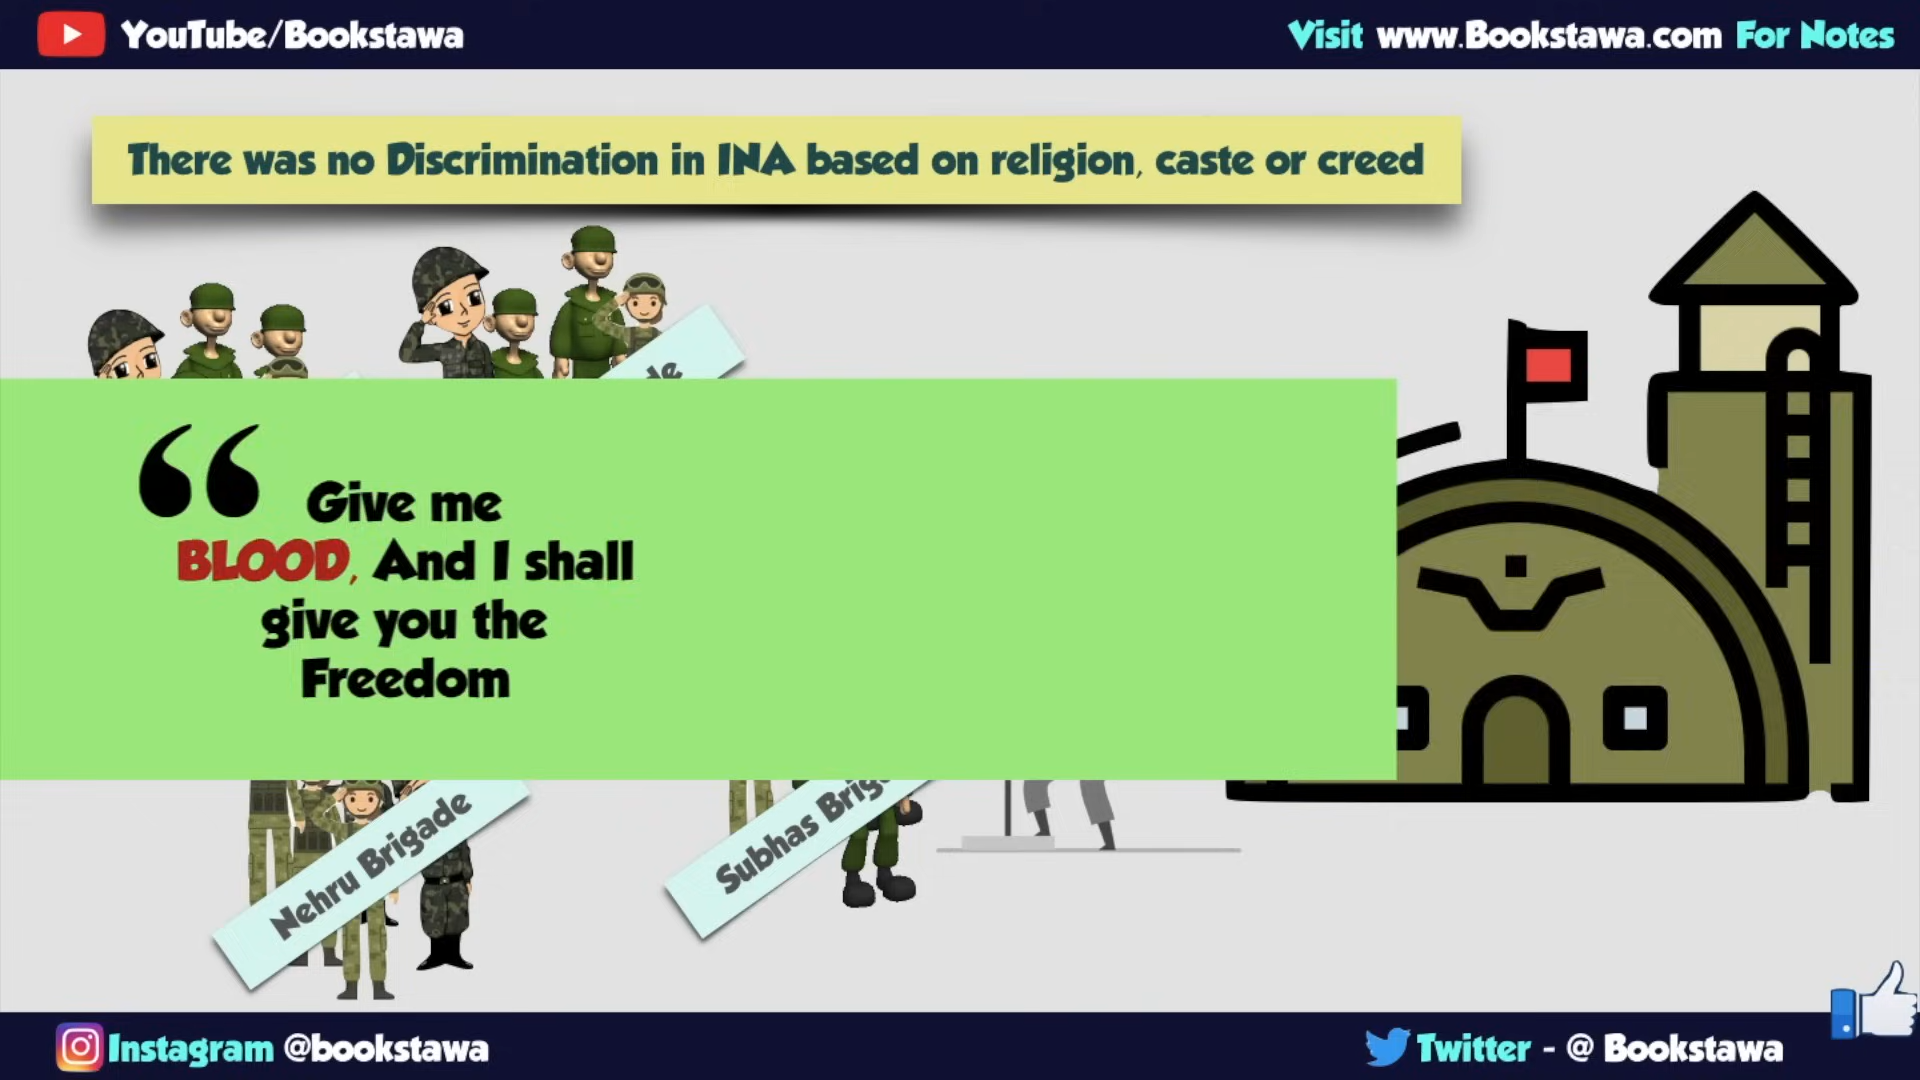 YouTube/Bookstawa
Visit www.Bookstawa.com For Notes
There was no Discrimination in INA based on religion, caste or creed
“ Give me
BLOOD, And I shall
give you the
Freedom
Nehru Brigade
Subhas
Instagram @bookstawa
Twitter - @ Bookstawa